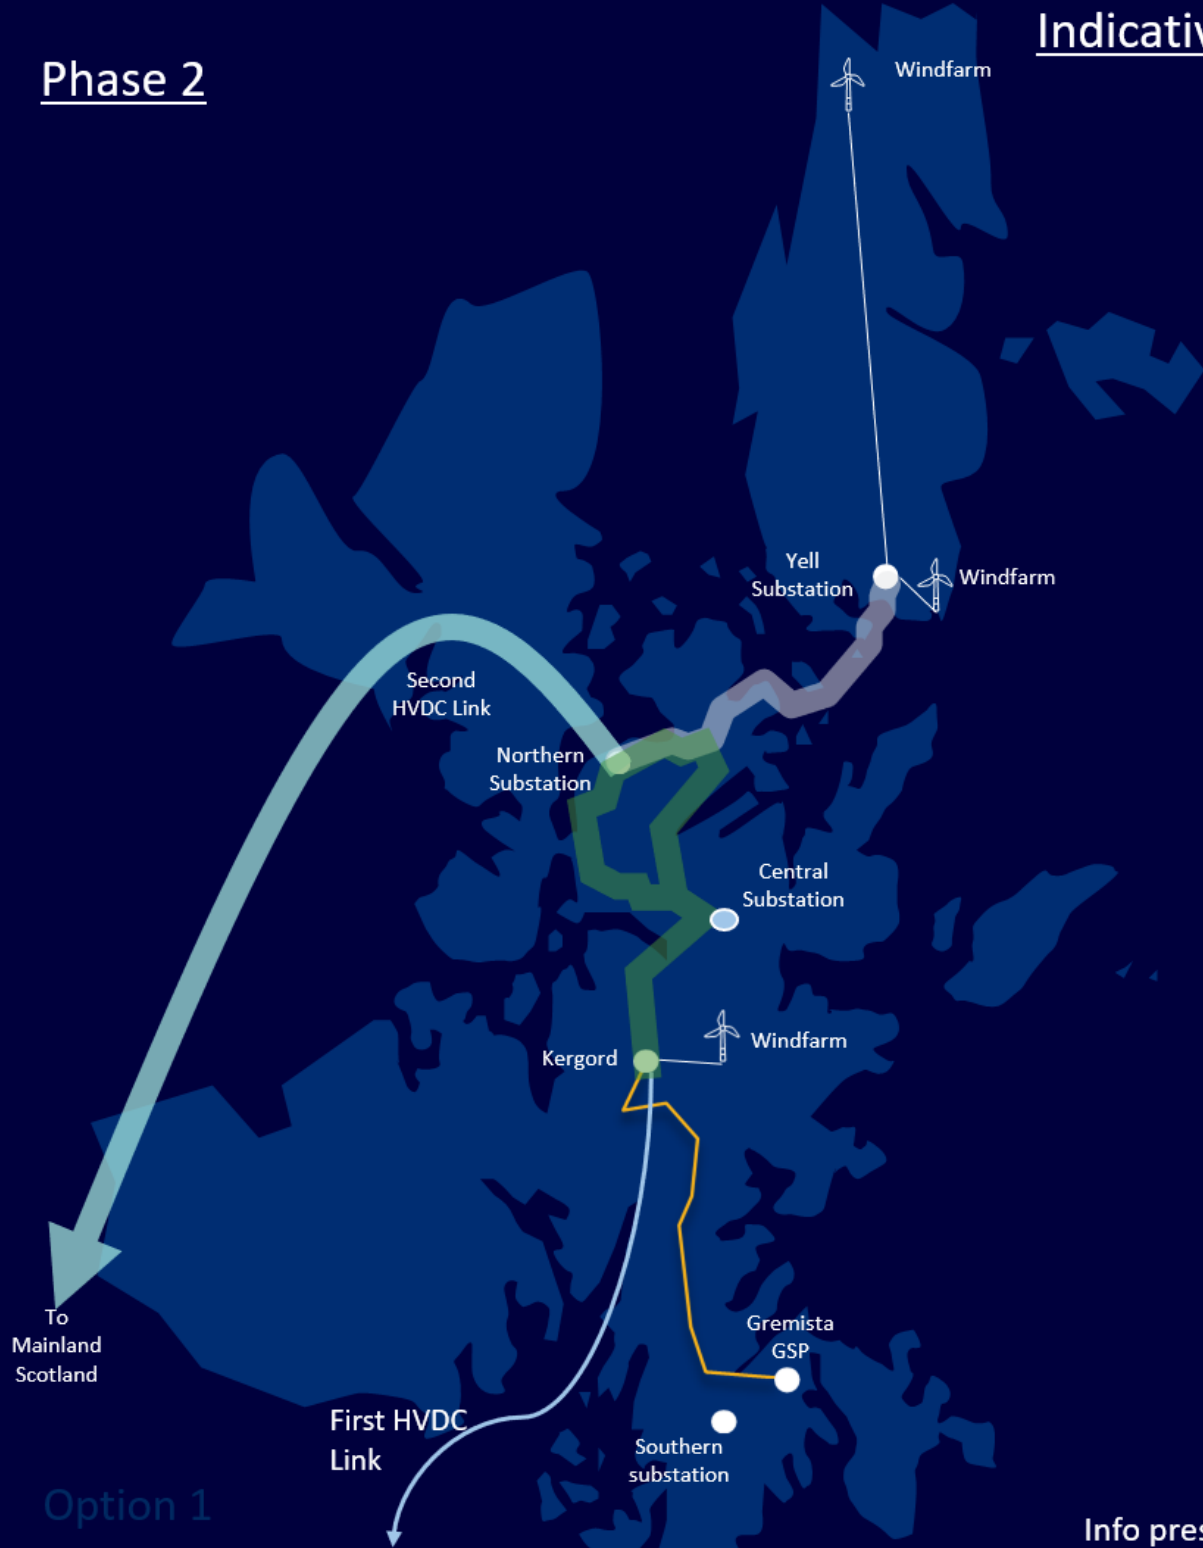 Indicativ
Phase 2
Windfarm
Yell
Substation
Windfarm
Second
HVDC Link
Northern
Substation
Central
Substation
Windfarm
Kergord
To
Mainland
Scotland
Gremista
GSP
First HVDC
Link
Southern
substation
Option 1
Info pres